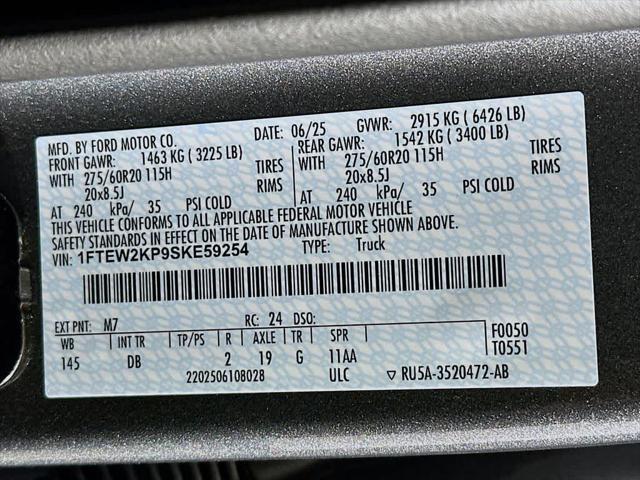 MFD. BY FORD MOTOR CO. DATE: 06/25 GVWR: 2915 KG ( 6426 LB)
FRONT GAWR: 1463 KG ( 3225 LB) REAR GAWR: 1542 KG ( 3400 LB)
WITH 275/60R20 115H TIRES WITH 275/60R20 115H TIRES
20x8.5J RIMS 20x8.5J RIMS
AT 240 kPa/ 35 PSI COLD AT 240 kPa/ 35 PSI COLD
THIS VEHICLE CONFORMS TO ALL APPLICABLE FEDERAL MOTOR VEHICLE
SAFETY STANDARDS IN EFFECT ON THE DATE OF MANUFACTURE SHOWN ABOVE.
VIN: 1FTEW2KP9SKE59254 TYPE: Truck
EXT PNT: M7 RC: 24 DSO: F0050
WB INT TR TP/PS R AXLE TR SPR T0551
145 DB 2 19 G 11AA
2202506108028 ULC ▽ RU5A-3520472-AB